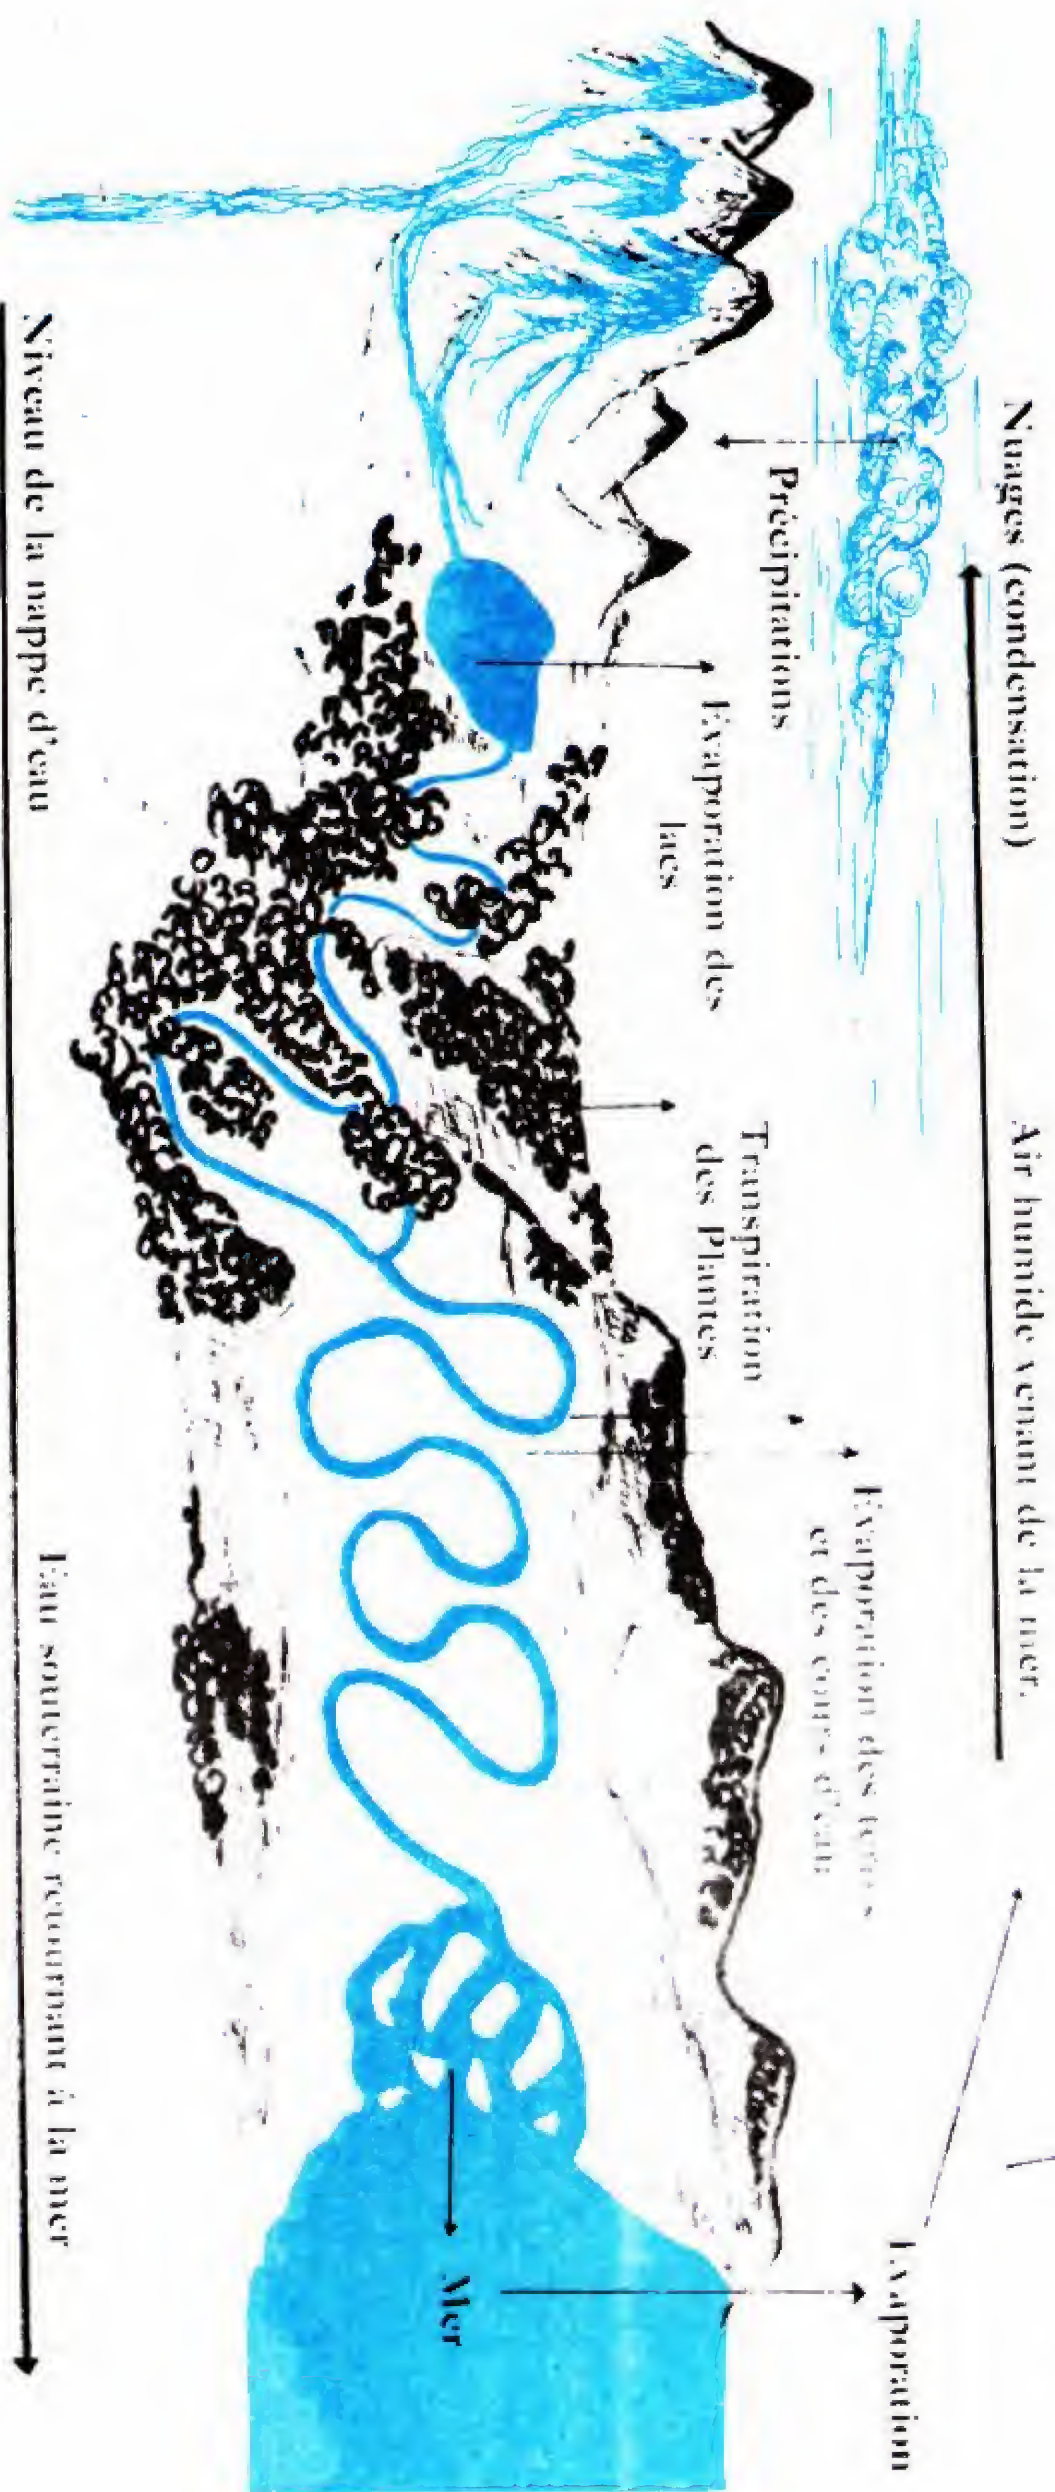 Nuages (condensation)
Air humide venant de la mer.
Précipitations
Evaporation des
lacs
Transpiration
des Plantes
Evaporation des terres
et des cours d'eau
Evaporation
Mer
Niveau de la nappe d'eau
Eau souterraine retournant à la mer